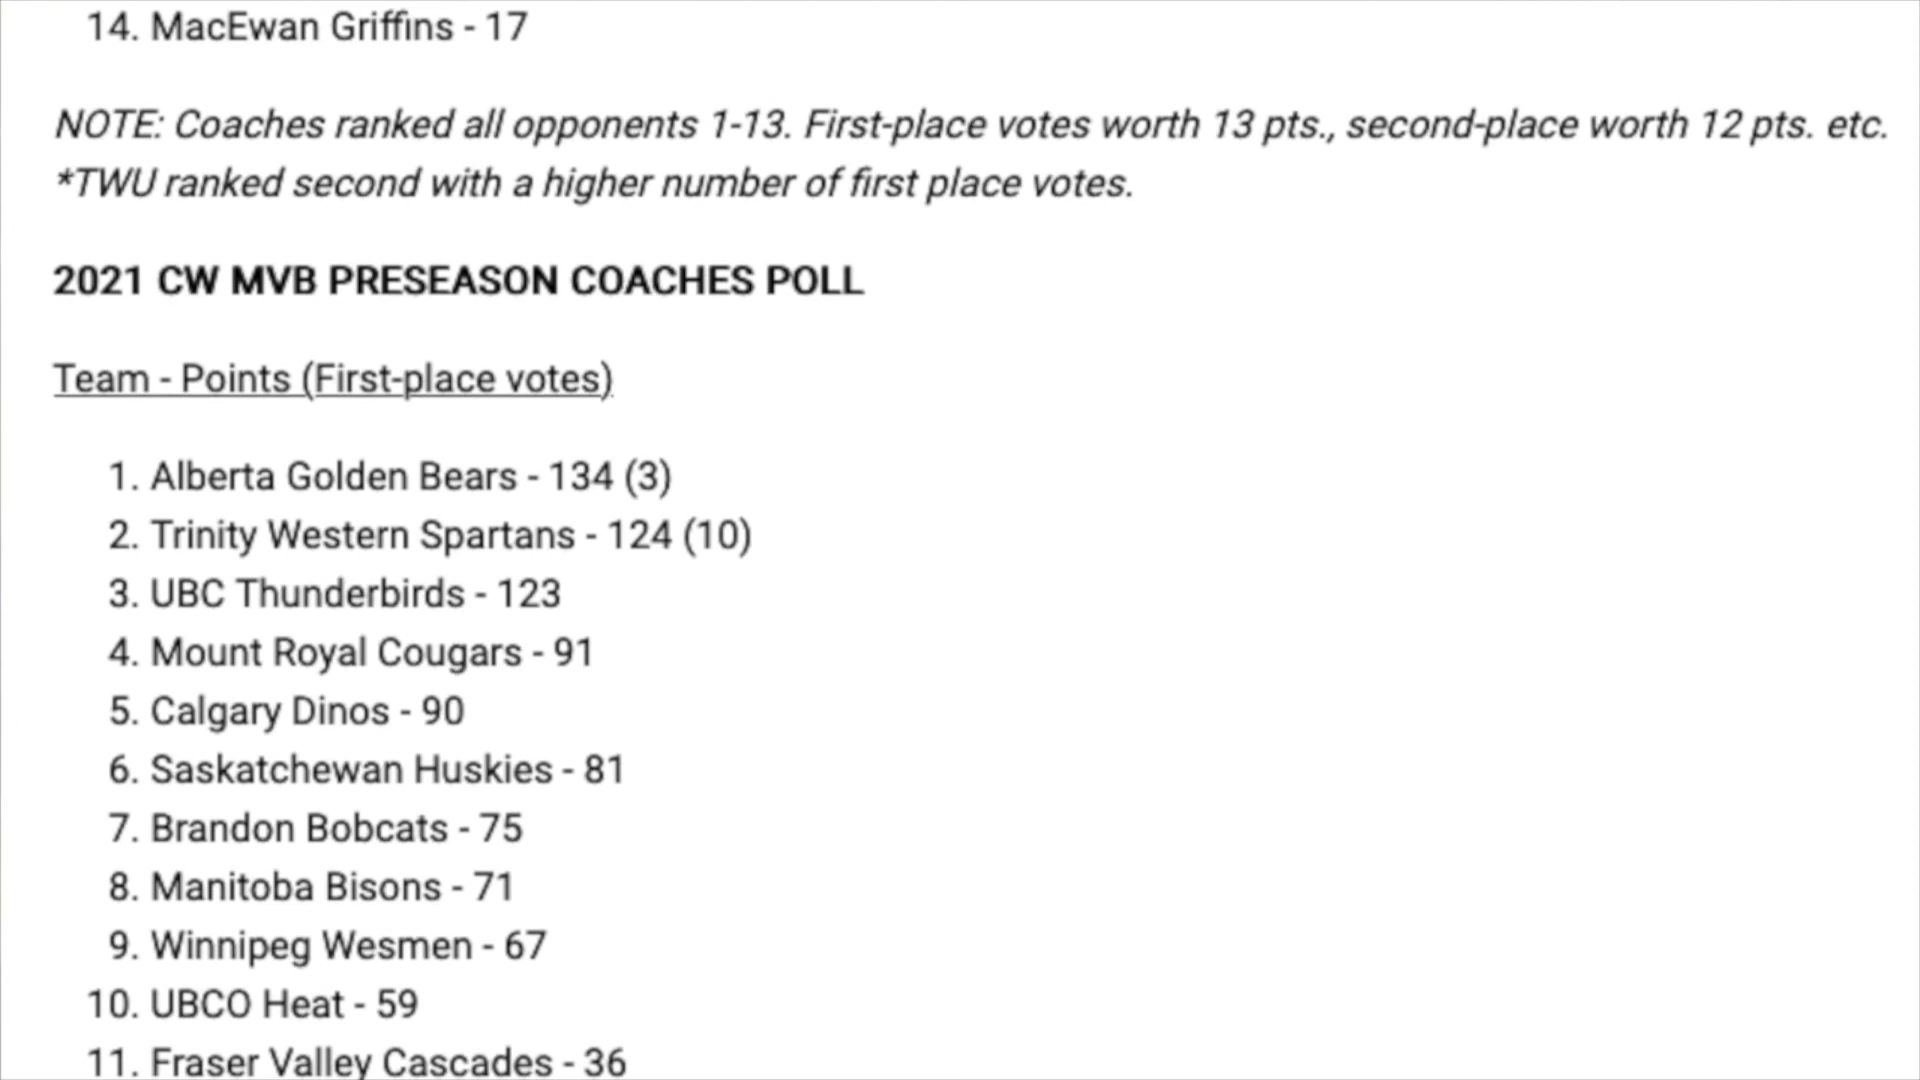 14. MacEwan Griffins - 17
NOTE: Coaches ranked all opponents 1-13. First-place votes worth 13 pts., second-place worth 12 pts. etc.
*TWU ranked second with a higher number of first place votes.
2021 CW MVB PRESEASON COACHES POLL
Team - Points (First-place votes)
1. Alberta Golden Bears - 134 (3)
2. Trinity Western Spartans - 124 (10)
3. UBC Thunderbirds - 123
4. Mount Royal Cougars - 91
5. Calgary Dinos - 90
6. Saskatchewan Huskies - 81
7. Brandon Bobcats - 75
8. Manitoba Bisons - 71
9. Winnipeg Wesmen - 67
10. UBCO Heat - 59
11. Fraser Valley Cascades - 36